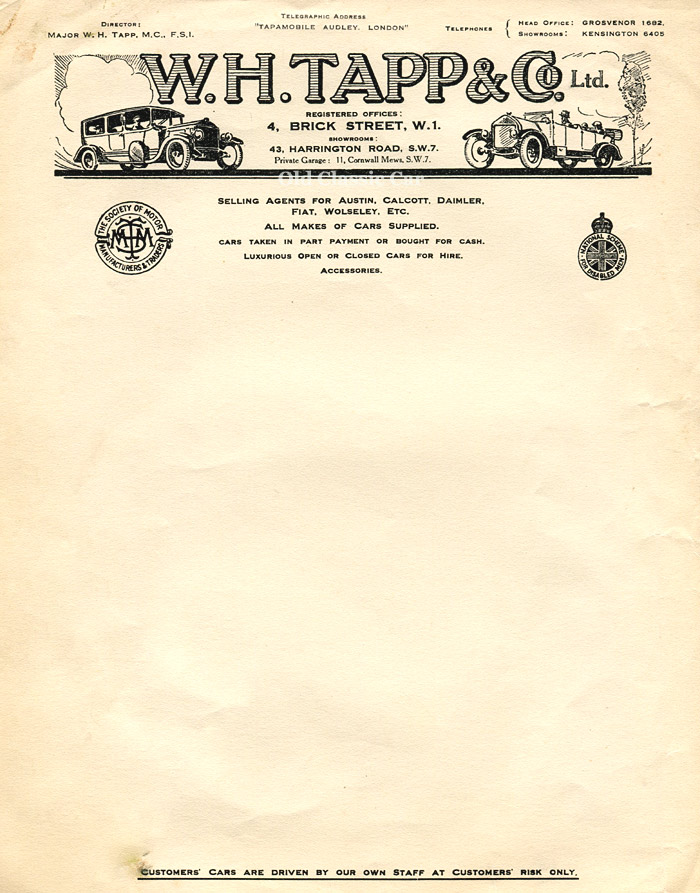 Director:
Major W. H. Tapp, M.C., F.S.I.
Telegraphic Address
"TAPAMOBILE AUDLEY, LONDON"
Telephones { Head Office: GROSVENOR 1682.
Showrooms: KENSINGTON 6405
W.H.TAPP & Co. Ltd.
REGISTERED OFFICES:
4, BRICK STREET, W.1.
SHOWROOMS:
43, HARRINGTON ROAD, S.W.7.
Private Garage: 11, Cornwall Mews, S.W.7.
Old Classic Car
Selling Agents for Austin, Calcott, Daimler,
Fiat, Wolseley, Etc.
All Makes of Cars Supplied.
CARS TAKEN IN PART PAYMENT OR BOUGHT FOR CASH.
Luxurious Open or Closed Cars for Hire.
Accessories.
THE SOCIETY OF MOTOR
MANUFACTURERS & TRADERS
SMMT
NATIONAL SCHEME
FOR DISABLED MEN
Customers' Cars are driven by our own Staff at Customers' risk only.